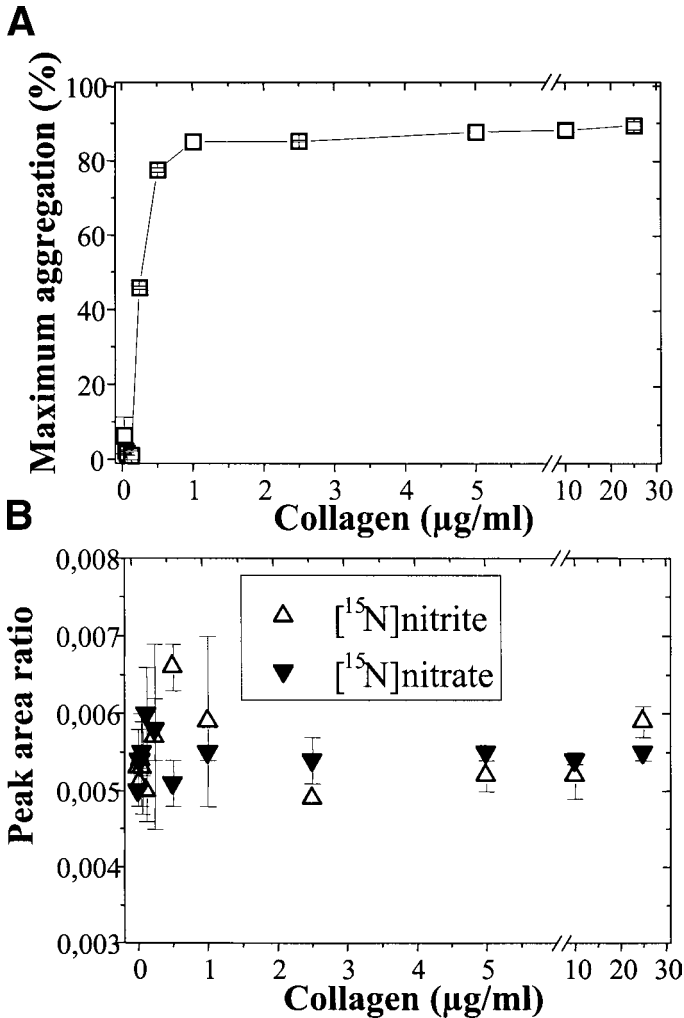 A
Maximum aggregation (%)
100
80
60
40
20
0
0 1 2 3 4 5 10 20 30
Collagen (µg/ml)
B
Peak area ratio
0,008
0,007
0,006
0,005
0,004
0,003
[¹⁵N]nitrite
[¹⁵N]nitrate
0 1 2 3 4 5 10 20 30
Collagen (µg/ml)